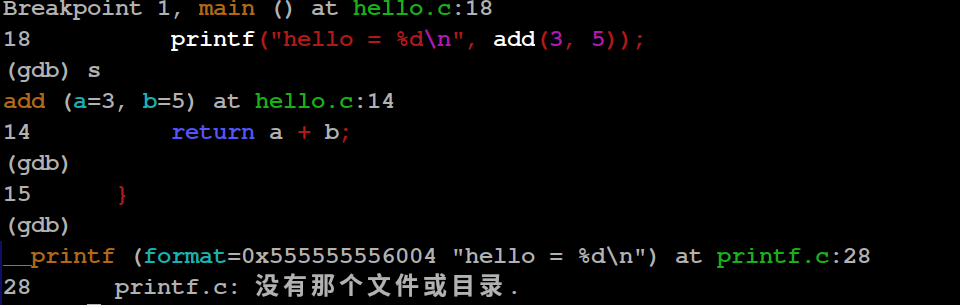 Breakpoint 1, main () at hello.c:18
18          printf("hello = %d\n", add(3, 5));
(gdb) s
add (a=3, b=5) at hello.c:14
14          return a + b;
(gdb)
15      }
(gdb)
__printf (format=0x555555556004 "hello = %d\n") at printf.c:28
28      printf.c: 没有那个文件或目录.